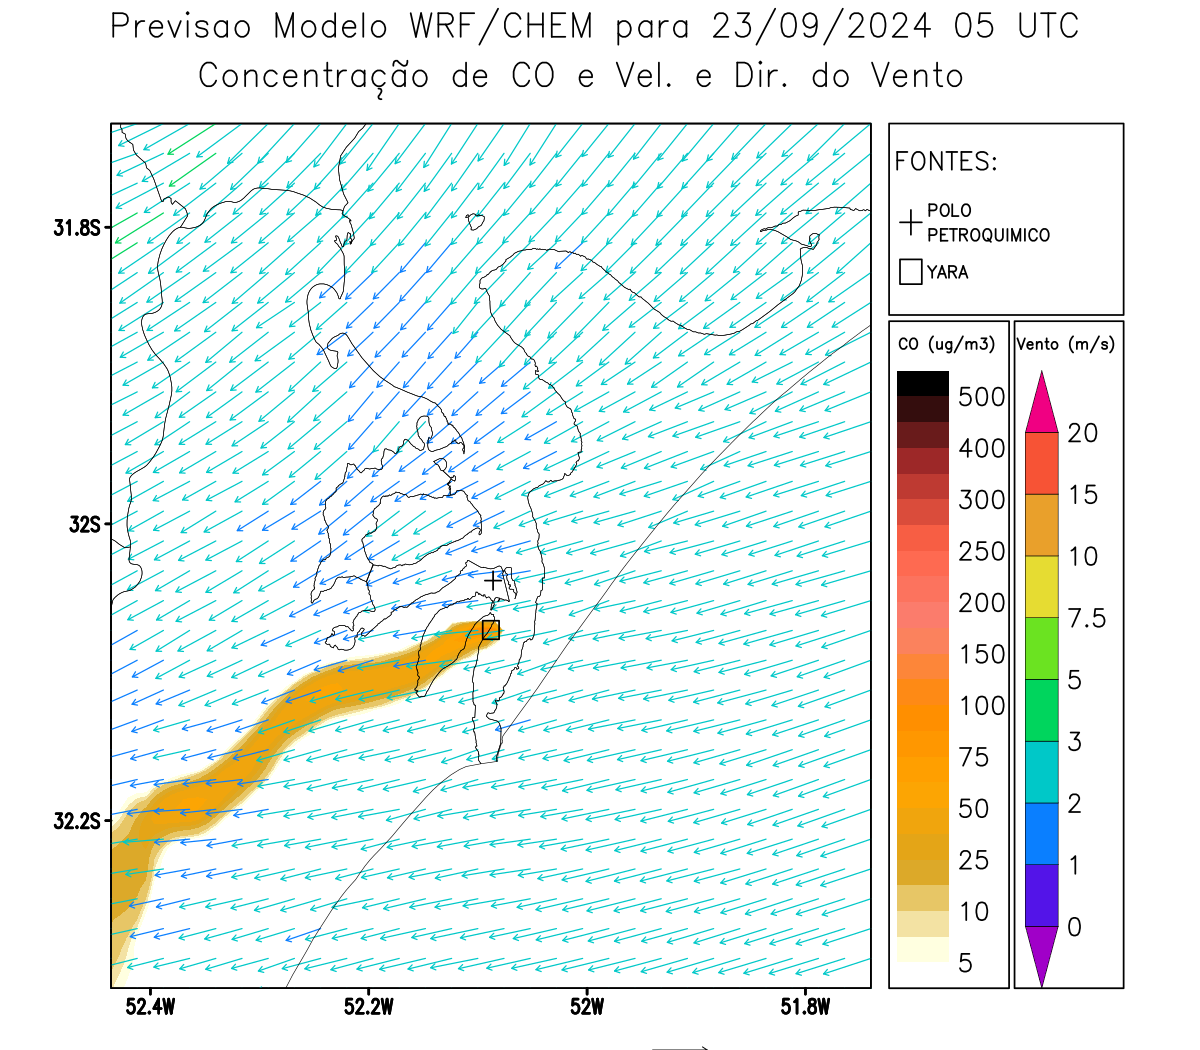 Previsao Modelo WRF/CHEM para 23/09/2024 05 UTC
Concentração de CO e Vel. e Dir. do Vento
FONTES:
POLO
PETROQUIMICO
YARA
CO (ug/m3)
500
400
300
250
200
150
100
75
50
25
10
5
Vento (m/s)
20
15
10
7.5
5
3
2
1
0
31.8S
32S
32.2S
52.4W
52.2W
52W
51.8W